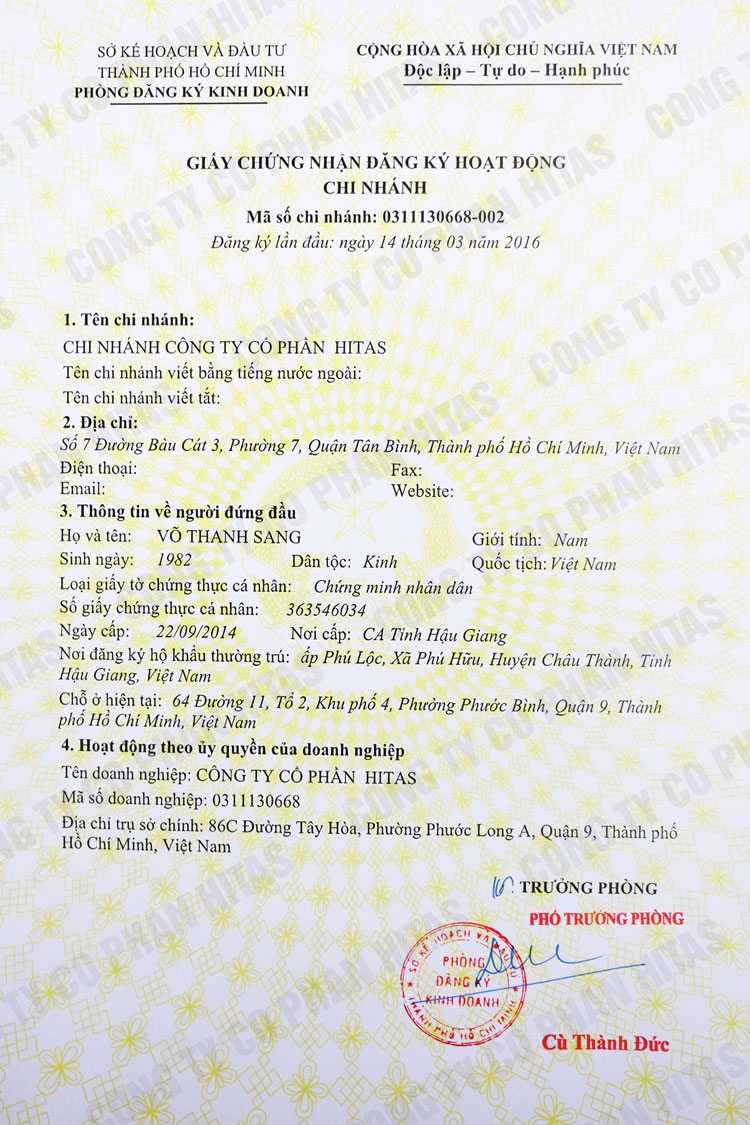 SỞ KẾ HOẠCH VÀ ĐẦU TƯ
THÀNH PHỐ HỒ CHÍ MINH
PHÒNG ĐĂNG KÝ KINH DOANH
CỘNG HÒA XÃ HỘI CHỦ NGHĨA VIỆT NAM
Độc lập – Tự do – Hạnh phúc
GIẤY CHỨNG NHẬN ĐĂNG KÝ HOẠT ĐỘNG
CHI NHÁNH
Mã số chi nhánh: 0311130668-002
Đăng ký lần đầu: ngày 14 tháng 03 năm 2016
1. Tên chi nhánh:
CHI NHÁNH CÔNG TY CỔ PHẦN HITAS
Tên chi nhánh viết bằng tiếng nước ngoài:
Tên chi nhánh viết tắt:
2. Địa chỉ:
Số 7 Đường Bàu Cát 3, Phường 7, Quận Tân Bình, Thành phố Hồ Chí Minh, Việt Nam
Điện thoại: Fax:
Email: Website:
3. Thông tin về người đứng đầu
Họ và tên: VÕ THANH SANG Giới tính: Nam
Sinh ngày: 1982 Dân tộc: Kinh Quốc tịch: Việt Nam
Loại giấy tờ chứng thực cá nhân: Chứng minh nhân dân
Số giấy chứng thực cá nhân: 363546034
Ngày cấp: 22/09/2014 Nơi cấp: CA Tỉnh Hậu Giang
Nơi đăng ký hộ khẩu thường trú: ấp Phú Lộc, Xã Phú Hữu, Huyện Châu Thành, Tỉnh
Hậu Giang, Việt Nam
Chỗ ở hiện tại: 64 Đường 11, Tổ 2, Khu phố 4, Phường Phước Bình, Quận 9, Thành
phố Hồ Chí Minh, Việt Nam
4. Hoạt động theo ủy quyền của doanh nghiệp
Tên doanh nghiệp: CÔNG TY CỔ PHẦN HITAS
Mã số doanh nghiệp: 0311130668
Địa chỉ trụ sở chính: 86C Đường Tây Hòa, Phường Phước Long A, Quận 9, Thành phố
Hồ Chí Minh, Việt Nam
TRƯỞNG PHÒNG
PHÓ TRƯỞNG PHÒNG
SỞ KẾ HOẠCH VÀ ĐẦU TƯ
PHÒNG
ĐĂNG KÝ
KINH DOANH
THÀNH PHỐ HỒ CHÍ MINH
Cù Thành Đức
CONG TY CO PHAN HITAS